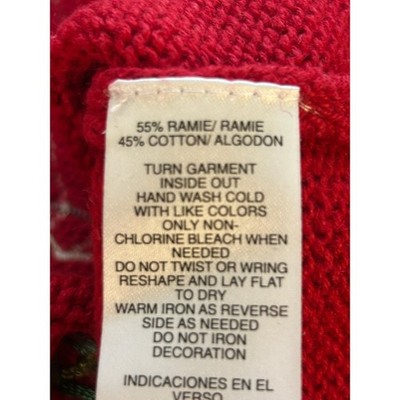 55% RAMIE/ RAMIE
45% COTTON/ ALGODON
TURN GARMENT
INSIDE OUT
HAND WASH COLD
WITH LIKE COLORS
ONLY NON-
CHLORINE BLEACH WHEN
NEEDED
DO NOT TWIST OR WRING
RESHAPE AND LAY FLAT
TO DRY
WARM IRON AS REVERSE
SIDE AS NEEDED
DO NOT IRON
DECORATION
INDICACIONES EN EL
VERSO